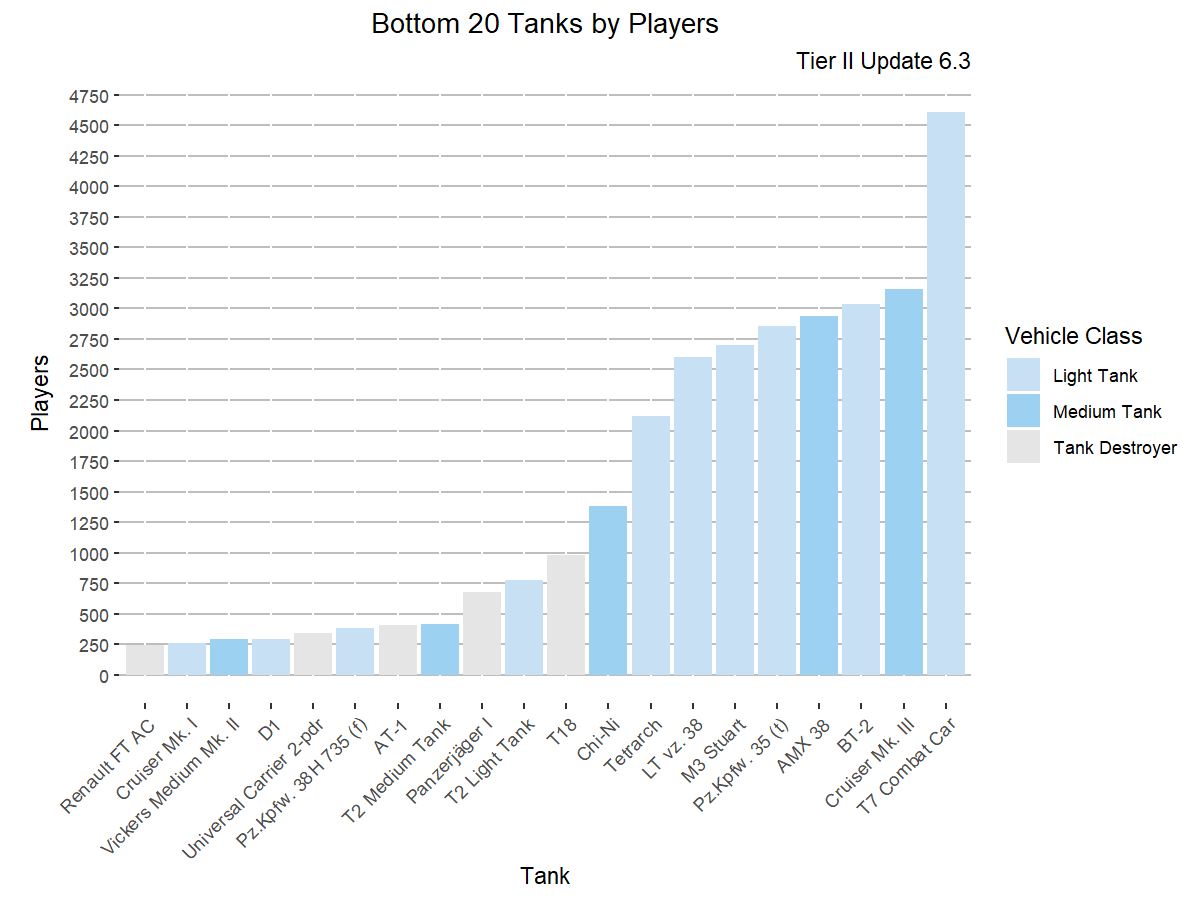 Bottom 20 Tanks by Players
Tier II Update 6.3
Players
4750
4500
4250
4000
3750
3500
3250
3000
2750
2500
2250
2000
1750
1500
1250
1000
750
500
250
0
Renault FT AC
Cruiser Mk. I
Vickers Medium Mk. II
D1
Universal Carrier 2-pdr
Pz.Kpfw. 38H 735 (f)
AT-1
T2 Medium Tank
Panzerjäger I
T2 Light Tank
T18
Chi-Ni
Tetrarch
LT vz. 38
M3 Stuart
Pz.Kpfw. 35 (t)
AMX 38
BT-2
Cruiser Mk. III
T7 Combat Car
Tank
Vehicle Class
Light Tank
Medium Tank
Tank Destroyer